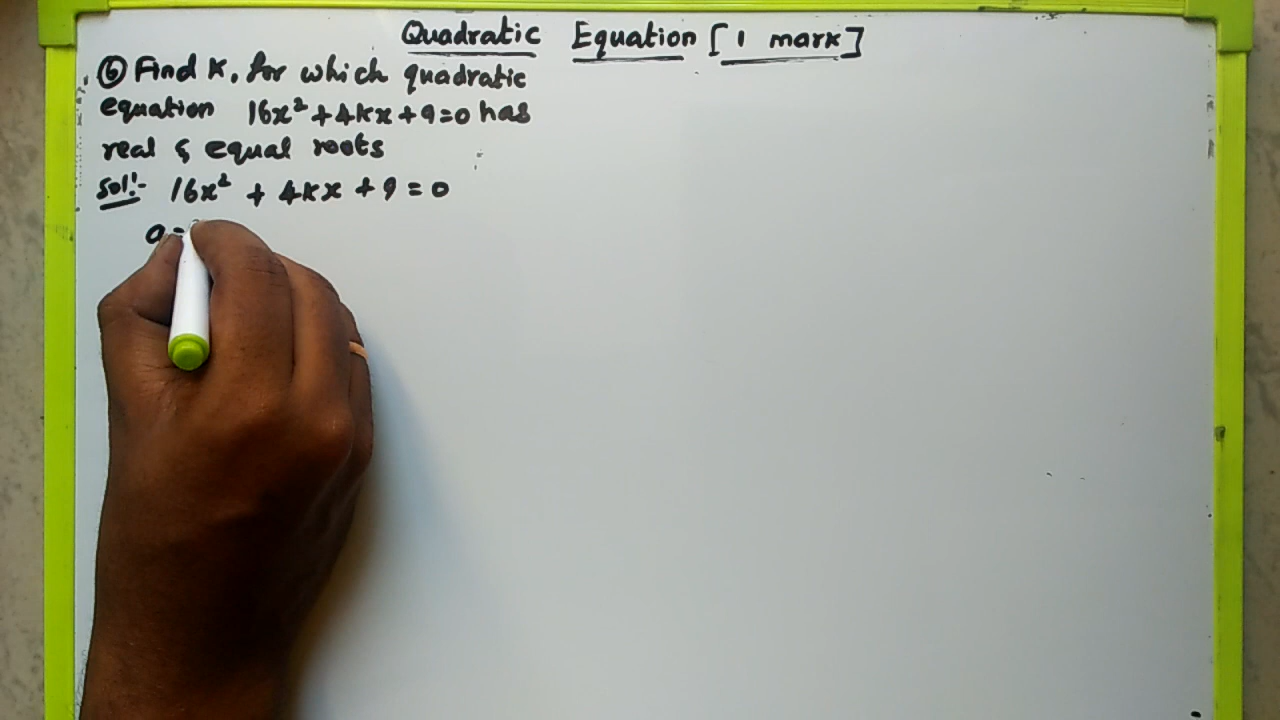 Quadratic Equation [1 mark]
⑥ Find K, for which quadratic
equation 16x² + 4Kx + 9 = 0 has
real & equal roots
Sol:- 16x² + 4Kx + 9 = 0
a =